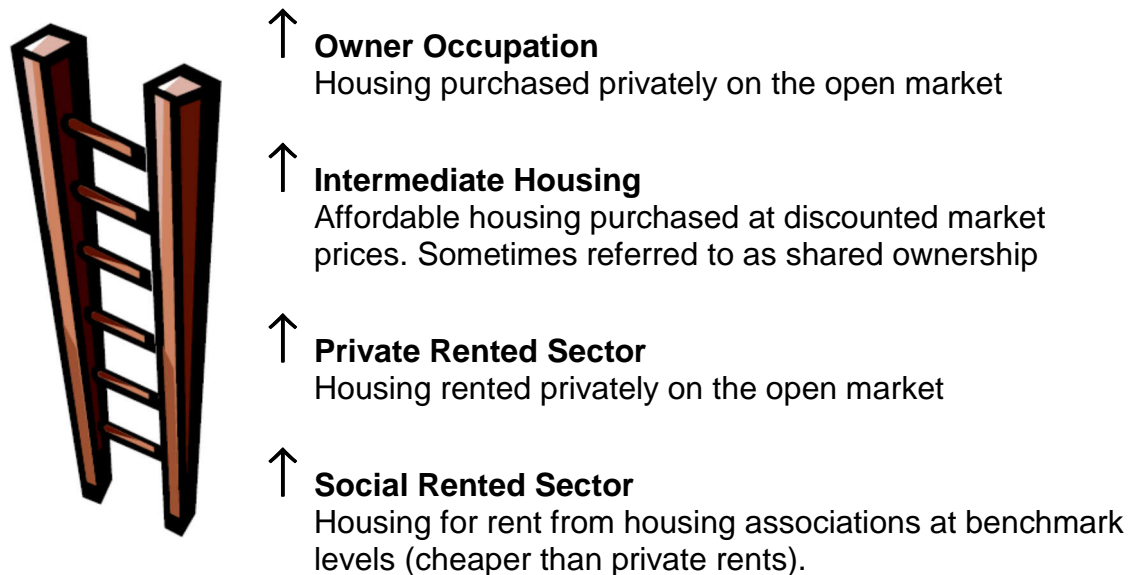 Owner Occupation
Housing purchased privately on the open market
Intermediate Housing
Affordable housing purchased at discounted market
prices. Sometimes referred to as shared ownership
Private Rented Sector
Housing rented privately on the open market
Social Rented Sector
Housing for rent from housing associations at benchmark
levels (cheaper than private rents).